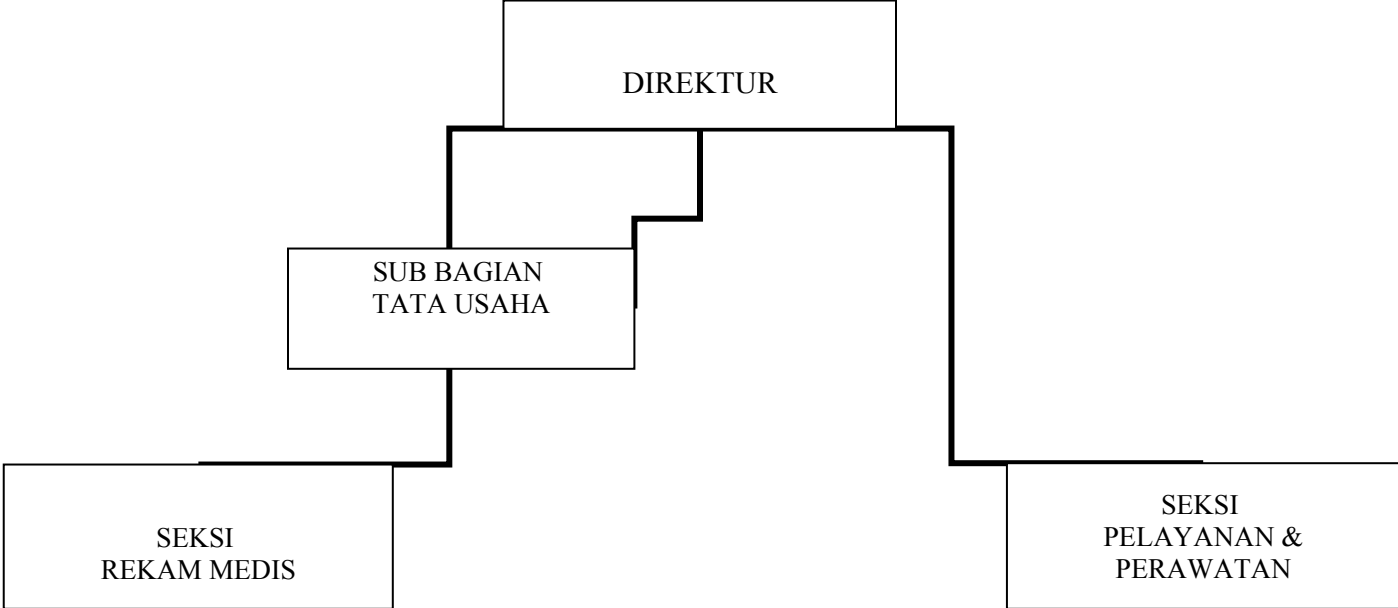 DIREKTUR
SUB BAGIAN
TATA USAHA
SEKSI
REKAM MEDIS
SEKSI
PELAYANAN &
PERAWATAN